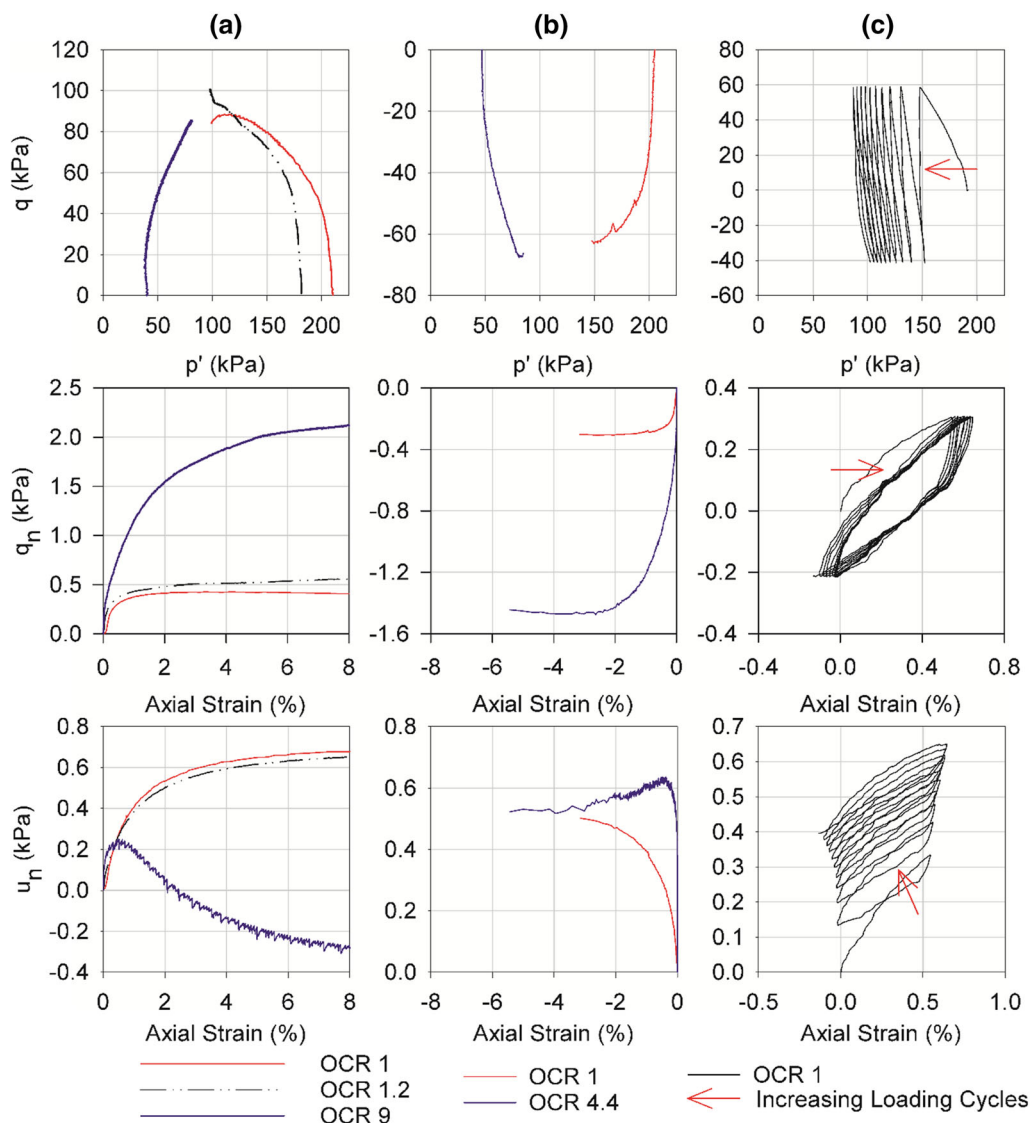 (a) (b) (c)
120 0 80
100 60
80 -20 40
60 -40 20
40 0
20 -60 -20
-40
0 -80 -60
0 50 100 150 200 0 50 100 150 200 0 50 100 150 200
q (kPa)
p' (kPa) p' (kPa) p' (kPa)
2.5 0.0 0.4
2.0 -0.4 0.2
1.5
1.0 -0.8 0.0
0.5 -1.2 -0.2
0.0 -1.6 -0.4
0 2 4 6 8 -8 -6 -4 -2 0 -0.4 0.0 0.4 0.8
qn (kPa)
Axial Strain (%) Axial Strain (%) Axial Strain (%)
0.8 0.8 0.7
0.6 0.6 0.6
0.4 0.5
0.2 0.4 0.4
0.0 0.3
-0.2 0.2 0.2
0.1
-0.4 0.0 0.0
0 2 4 6 8 -8 -6 -4 -2 0 -0.5 0.0 0.5 1.0
un (kPa)
Axial Strain (%) Axial Strain (%) Axial Strain (%)
OCR 1 OCR 1 OCR 1
OCR 1.2 OCR 4.4 Increasing Loading Cycles
OCR 9